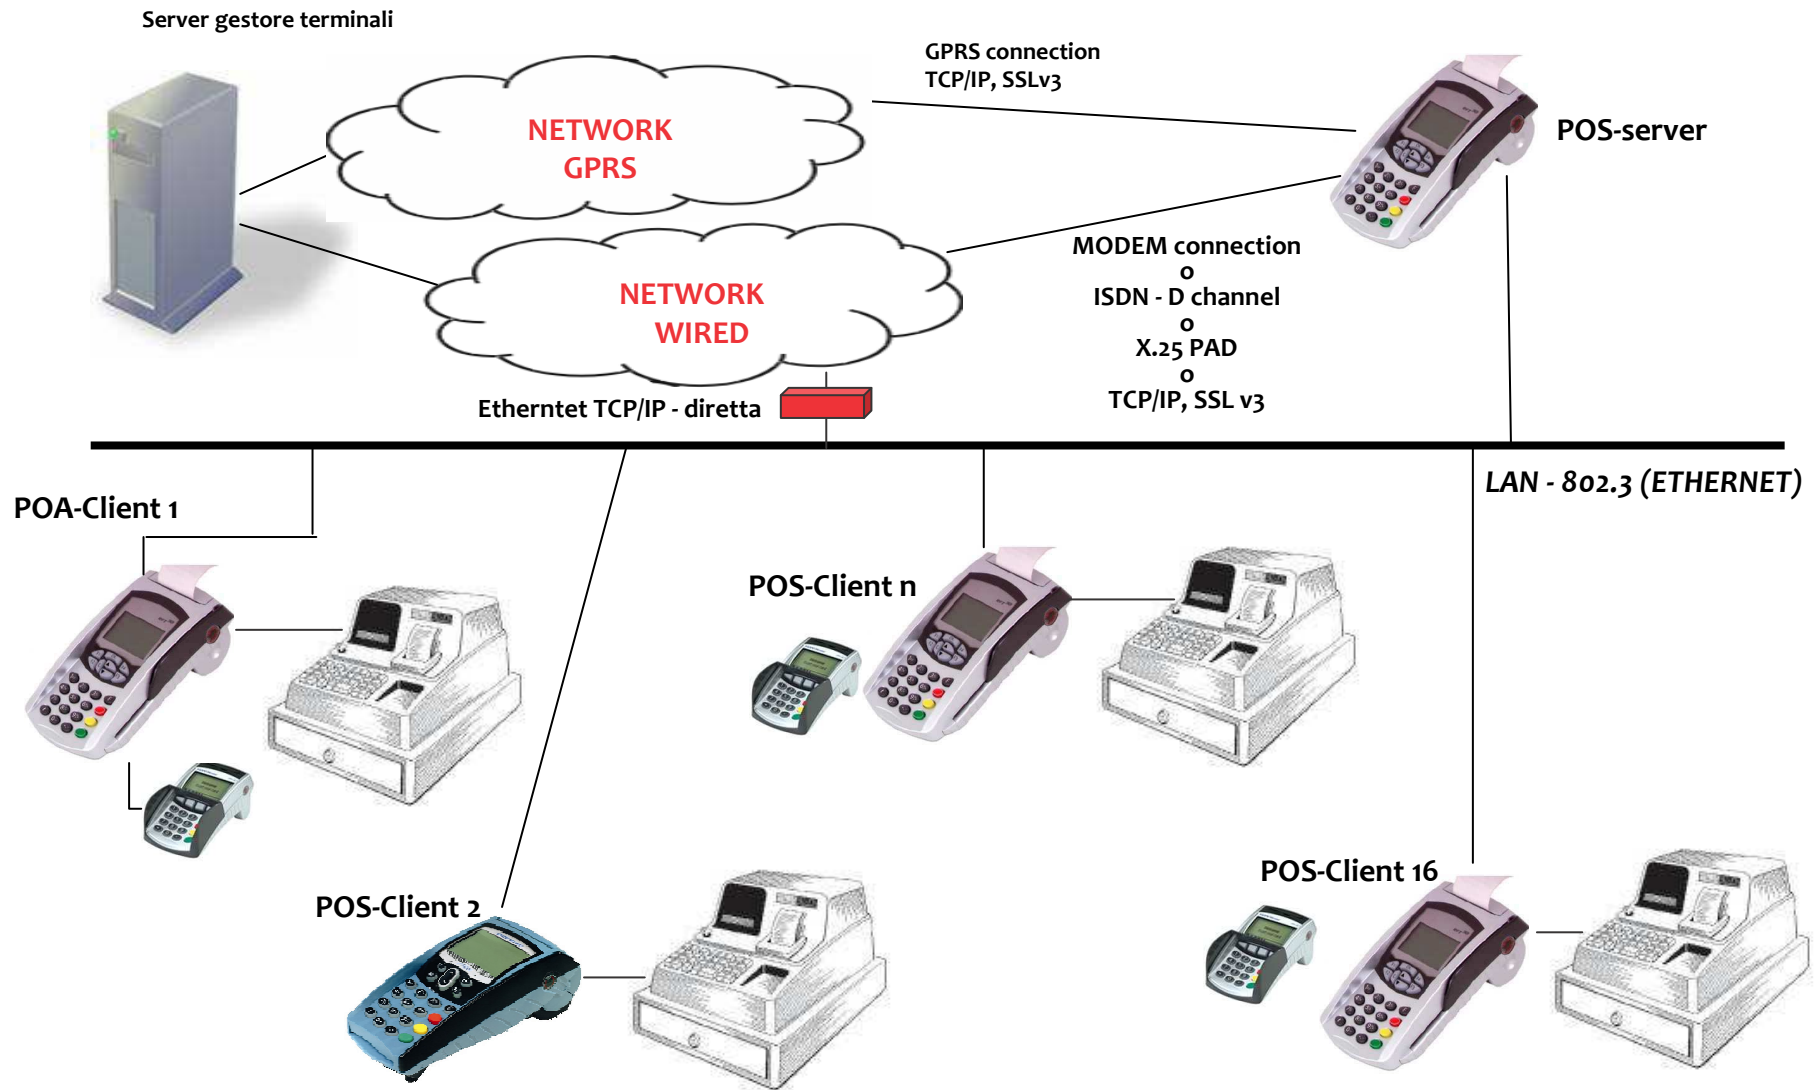 Server gestore terminali
GPRS connection
TCP/IP, SSLv3
NETWORK
GPRS
POS-server
MODEM connection
o
ISDN - D channel
o
X.25 PAD
o
TCP/IP, SSL v3
NETWORK
WIRED
Etherntet TCP/IP - diretta
LAN - 802.3 (ETHERNET)
POA-Client 1
POS-Client n
POS-Client 2
POS-Client 16